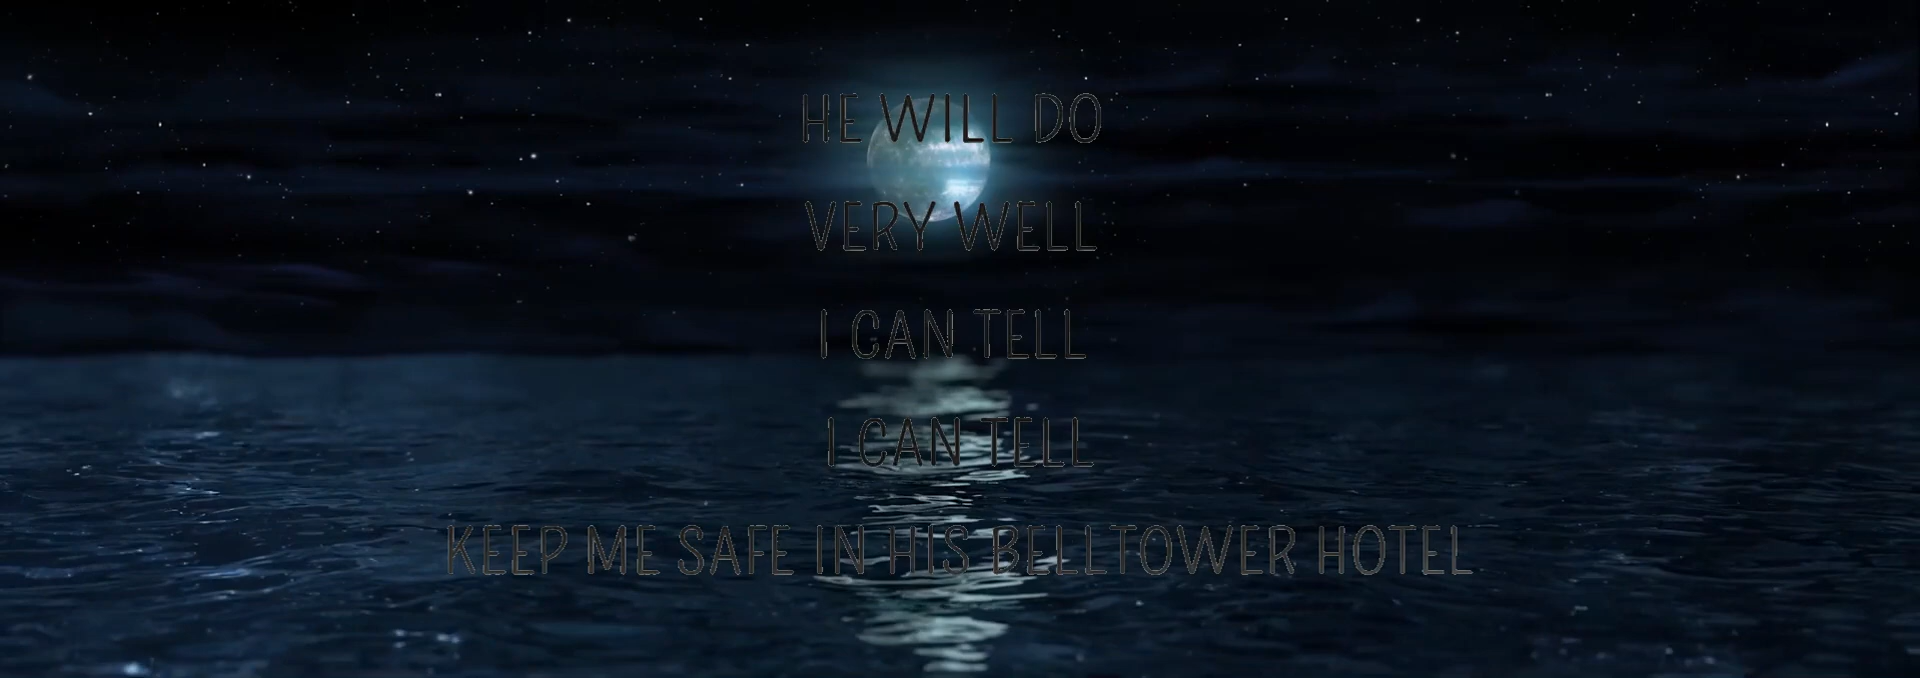 HE WILL DO
VERY WELL
I CAN TELL
I CAN TELL
KEEP ME SAFE IN HIS BELLTOWER HOTEL